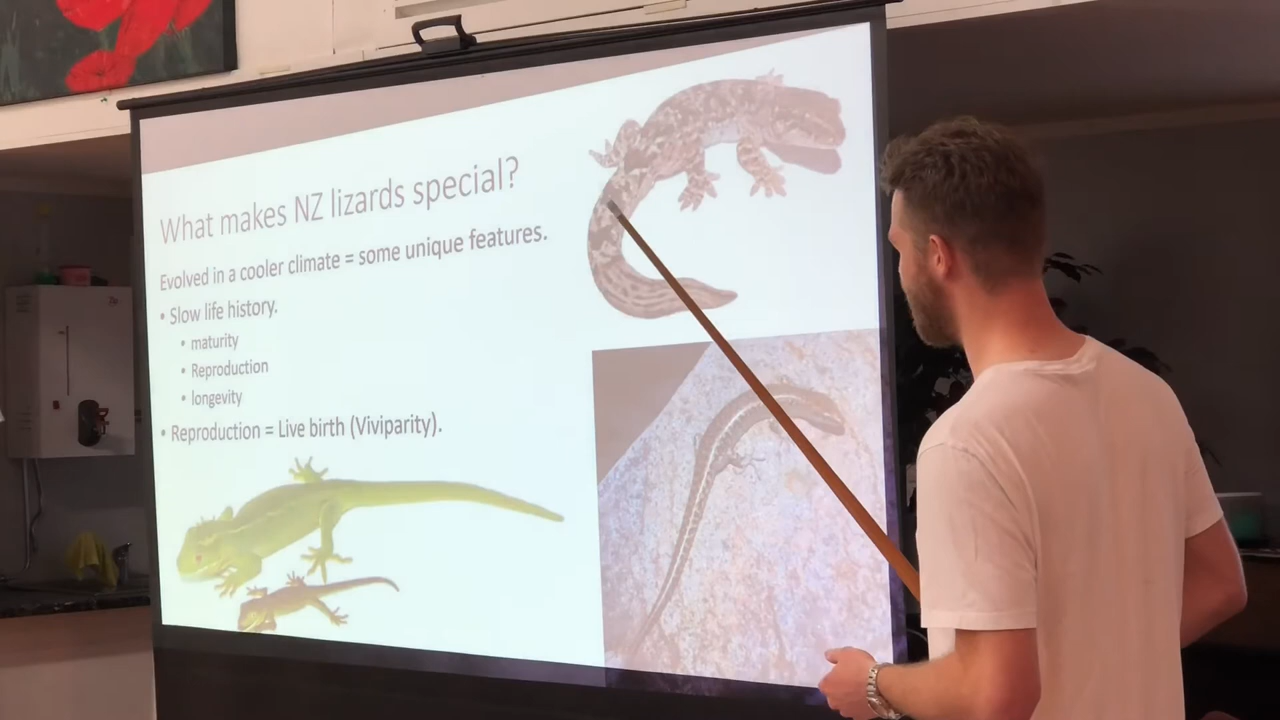 What makes NZ lizards special?
Evolved in a cooler climate = some unique features.
• Slow life history.
• maturity
• Reproduction
• longevity
• Reproduction = Live birth (Viviparity).